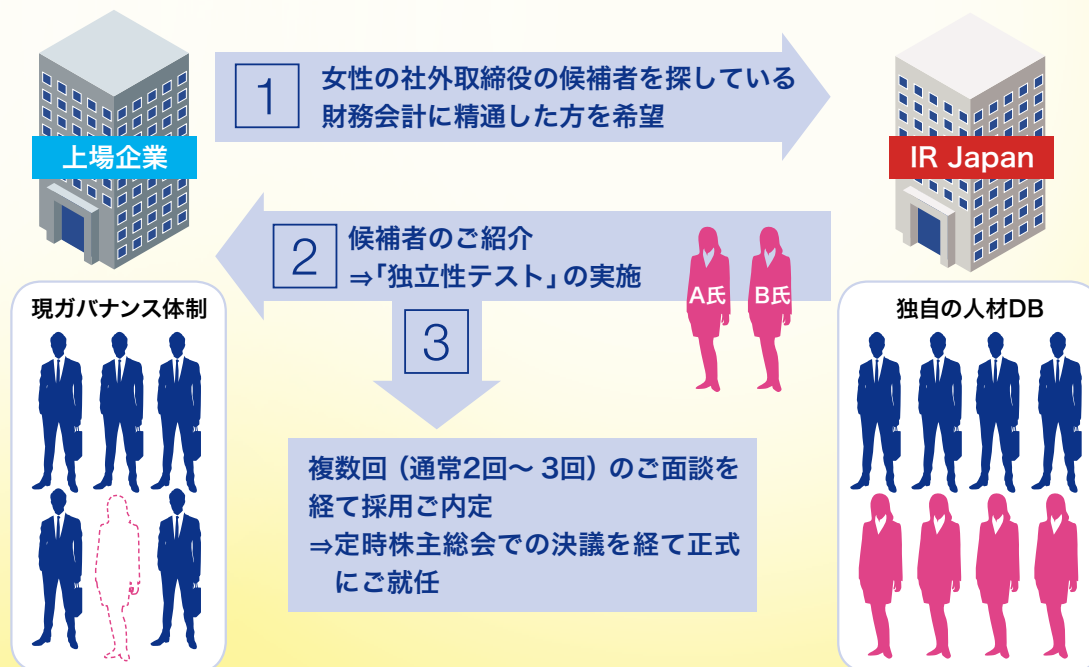 1
女性の社外取締役の候補者を探している
財務会計に精通した方を希望
上場企業
IR Japan
2
候補者のご紹介
⇒「独立性テスト」の実施
A氏
B氏
3
現ガバナンス体制
独自の人材DB
複数回（通常2回～3回）のご面談を
経て採用ご内定
⇒定時株主総会での決議を経て正式
にご就任